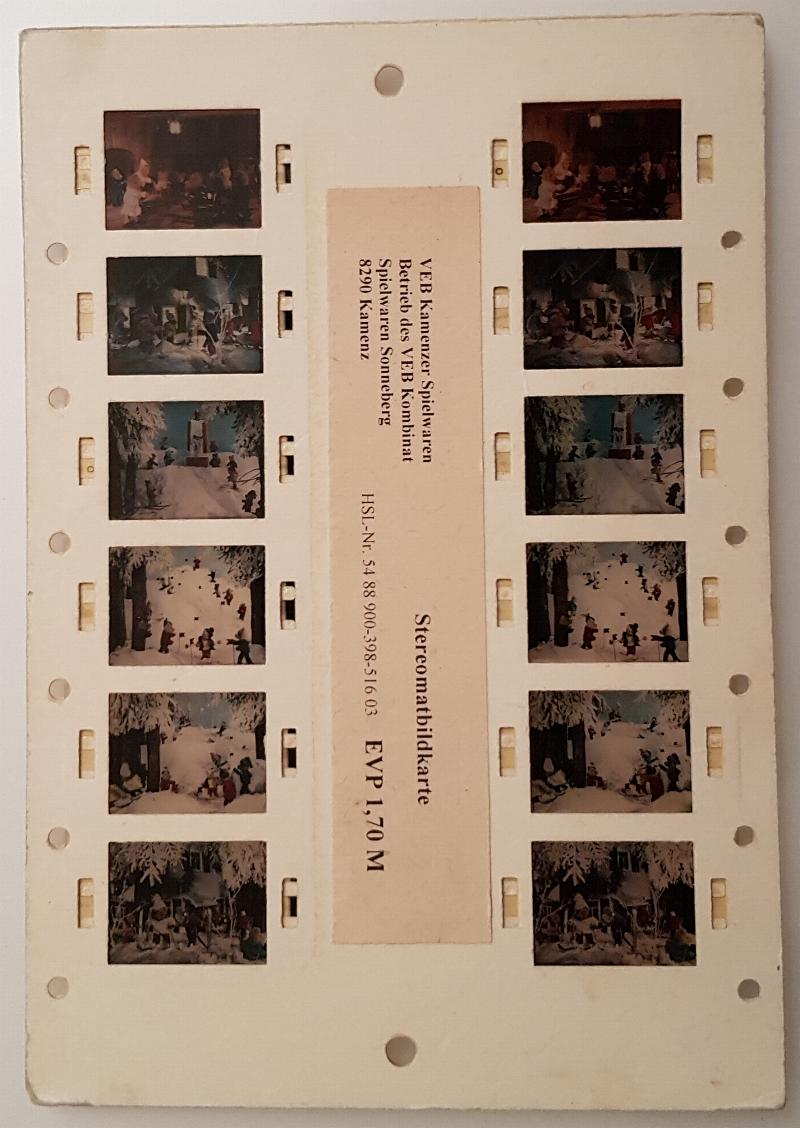 VEB Kamenzer Spielwaren
Betrieb des VEB Kombinat
Spielwaren Sonneberg
8290 Kamenz
Stereomatbildkarte
HSL-Nr. 54 88 900-398-516 03 EVP 1,70 M